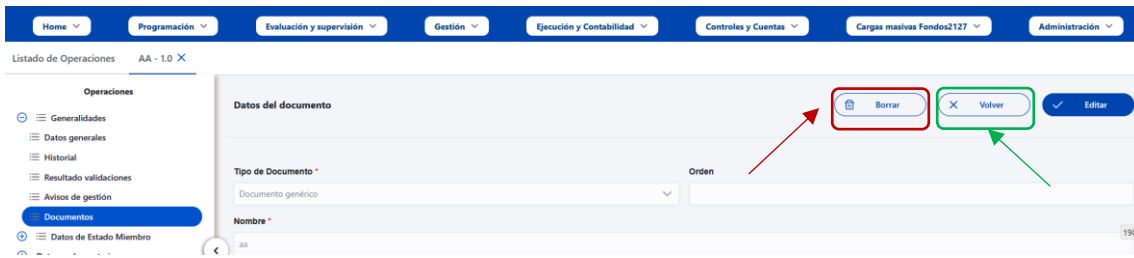 Home Programación Evaluación y supervisión Gestión Ejecución y Contabilidad Controles y Cuentas Cargas masivas Fondos2127 Administración
Listado de Operaciones AA - 1.0
Operaciones
Generalidades
Datos generales
Historial
Resultado validaciones
Avisos de gestión
Documentos
Datos de Estado Miembro
Datos del documento
Borrar Volver Editar
Tipo de Documento * Orden
Documento genérico
Nombre *
aa
198